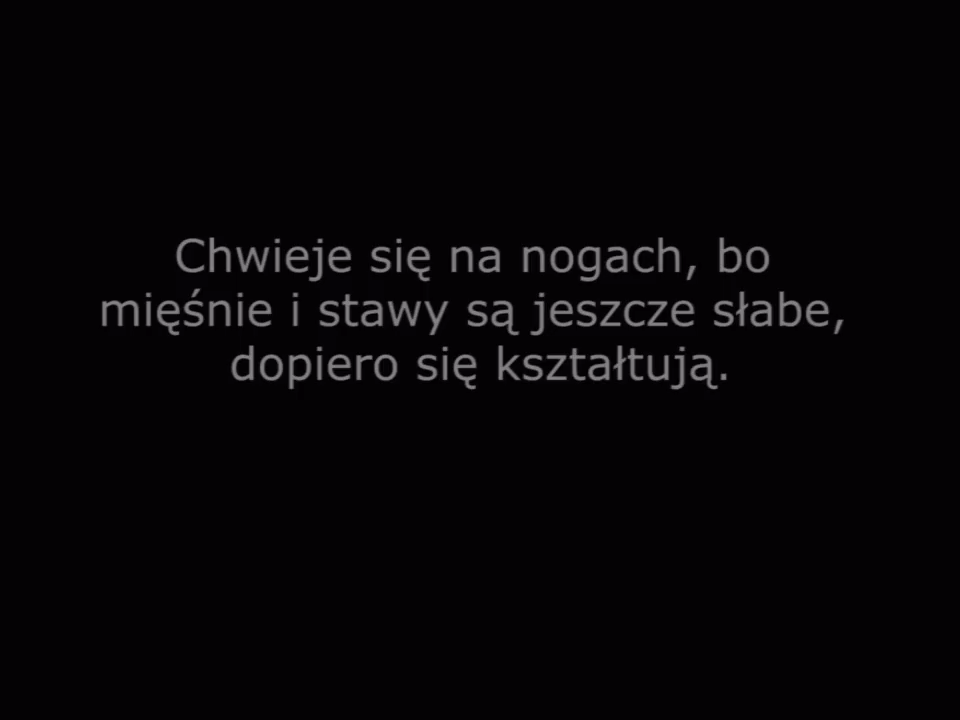 Chwieje się na nogach, bo
mięśnie i stawy są jeszcze słabe,
dopiero się kształtują.